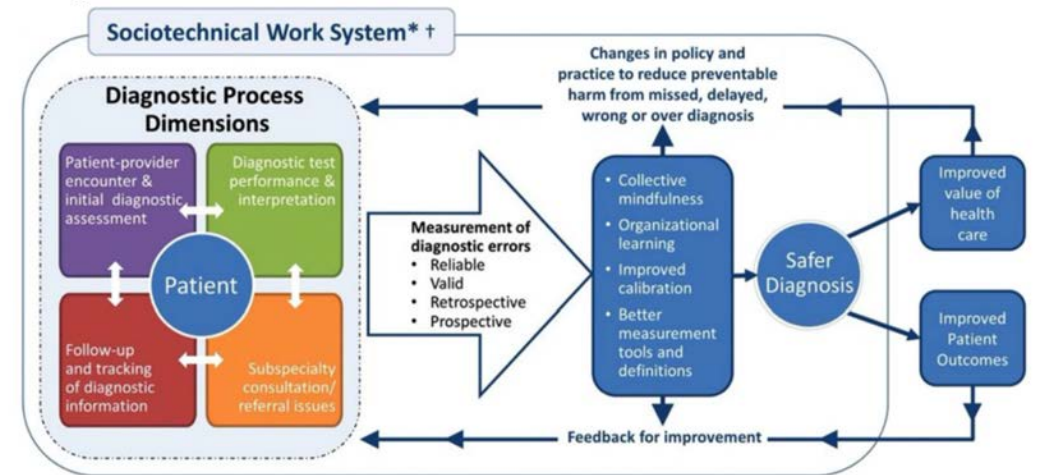 Sociotechnical Work System* †
Diagnostic Process
Dimensions
Patient-provider
encounter &
initial diagnostic
assessment
Diagnostic test
performance &
interpretation
Patient
Follow-up
and tracking
of diagnostic
information
Subspecialty
consultation/
referral issues
Measurement of
diagnostic errors
• Reliable
• Valid
• Retrospective
• Prospective
Changes in policy and
practice to reduce preventable
harm from missed, delayed,
wrong or over diagnosis
• Collective
mindfulness
• Organizational
learning
• Improved
calibration
• Better
measurement
tools and
definitions
Feedback for improvement
Safer
Diagnosis
Improved
value of
health
care
Improved
Patient
Outcomes